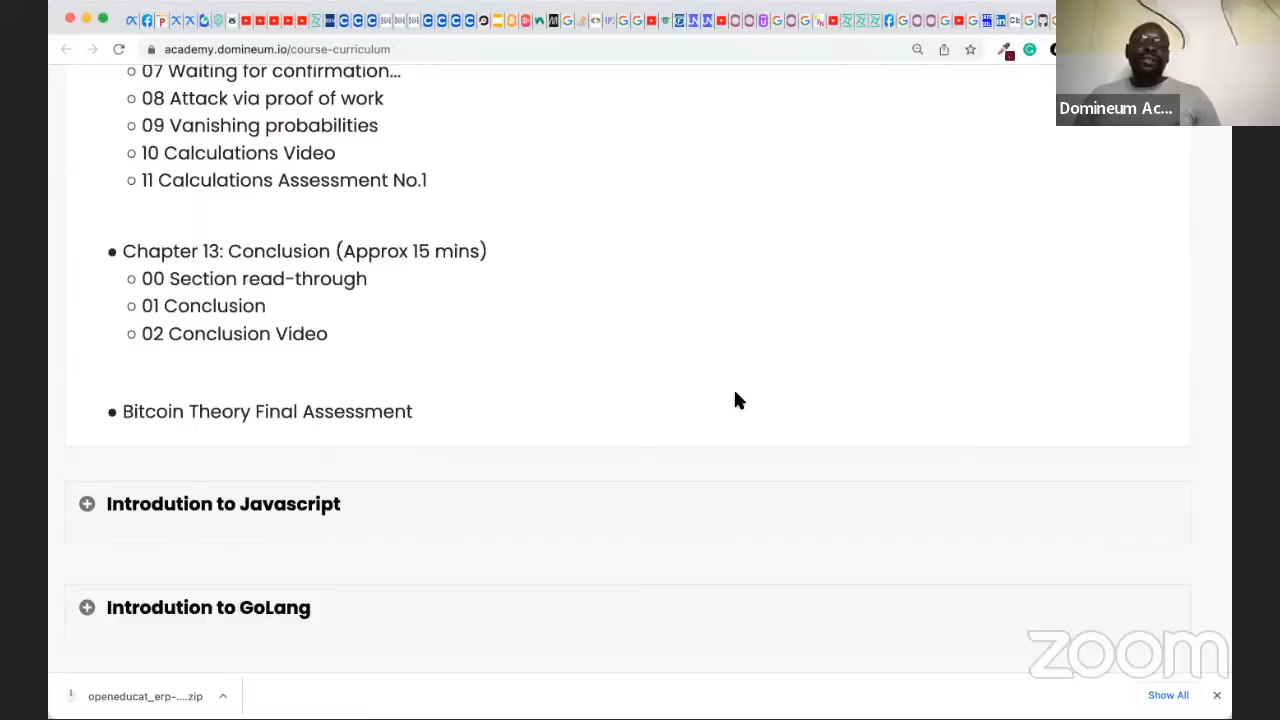 academy.domineum.io/course-curriculum
Domineum Ac...
07 Waiting for confirmation...
08 Attack via proof of work
09 Vanishing probabilities
10 Calculations Video
11 Calculations Assessment No.1
Chapter 13: Conclusion (Approx 15 mins)
00 Section read-through
01 Conclusion
02 Conclusion Video
Bitcoin Theory Final Assessment
Introdution to Javascript
Introdution to GoLang
zoom
openeducat_erp-....zip
Show All